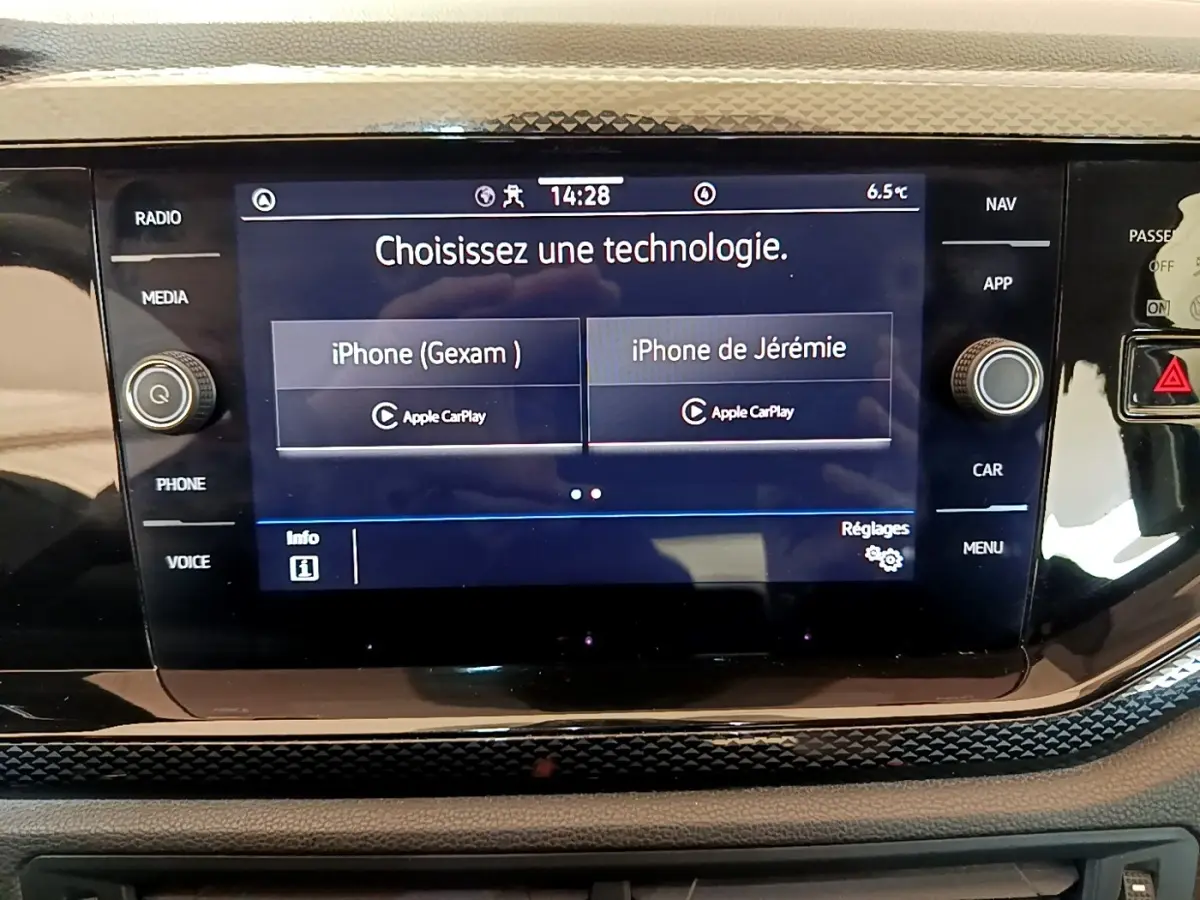 RADIO
MEDIA
PHONE
VOICE
14:28
4
6.5°C
Choisissez une technologie.
iPhone (Gexam )
Apple CarPlay
iPhone de Jérémie
Apple CarPlay
Info
i
Réglages
NAV
APP
CAR
MENU
OFF
ON